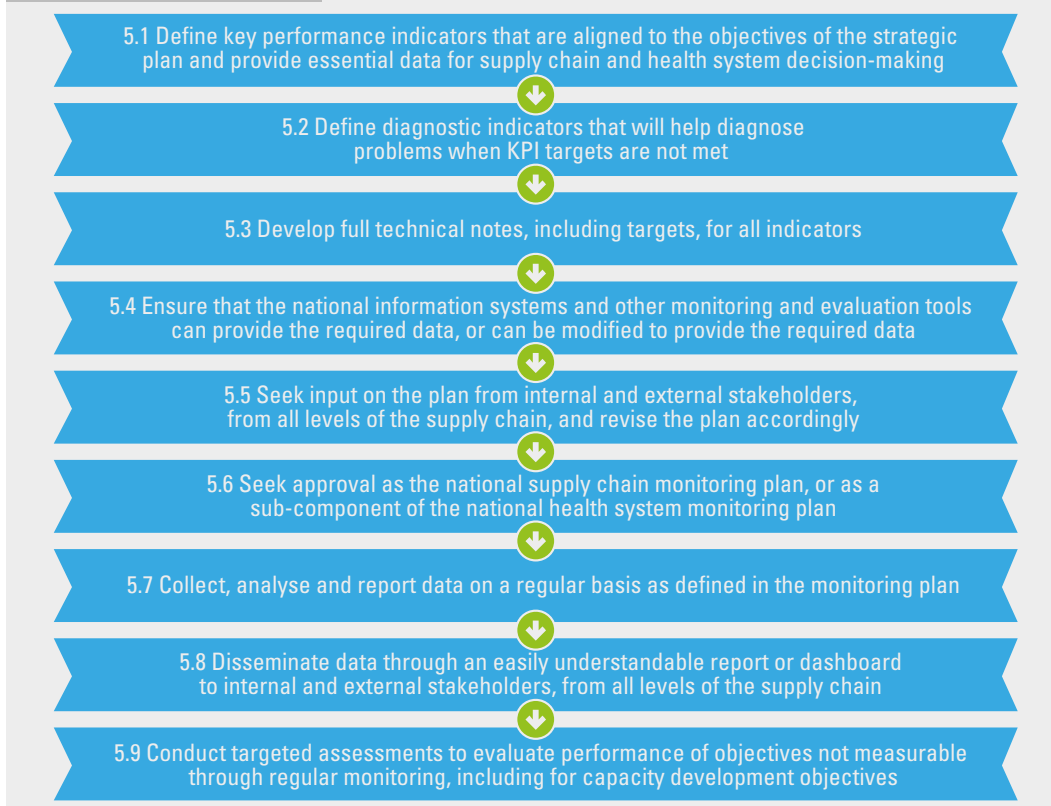 5.1 Define key performance indicators that are aligned to the objectives of the strategic
plan and provide essential data for supply chain and health system decision-making
5.2 Define diagnostic indicators that will help diagnose
problems when KPI targets are not met
5.3 Develop full technical notes, including targets, for all indicators
5.4 Ensure that the national information systems and other monitoring and evaluation tools
can provide the required data, or can be modified to provide the required data
5.5 Seek input on the plan from internal and external stakeholders,
from all levels of the supply chain, and revise the plan accordingly
5.6 Seek approval as the national supply chain monitoring plan, or as a
sub-component of the national health system monitoring plan
5.7 Collect, analyse and report data on a regular basis as defined in the monitoring plan
5.8 Disseminate data through an easily understandable report or dashboard
to internal and external stakeholders, from all levels of the supply chain
5.9 Conduct targeted assessments to evaluate performance of objectives not measurable
through regular monitoring, including for capacity development objectives